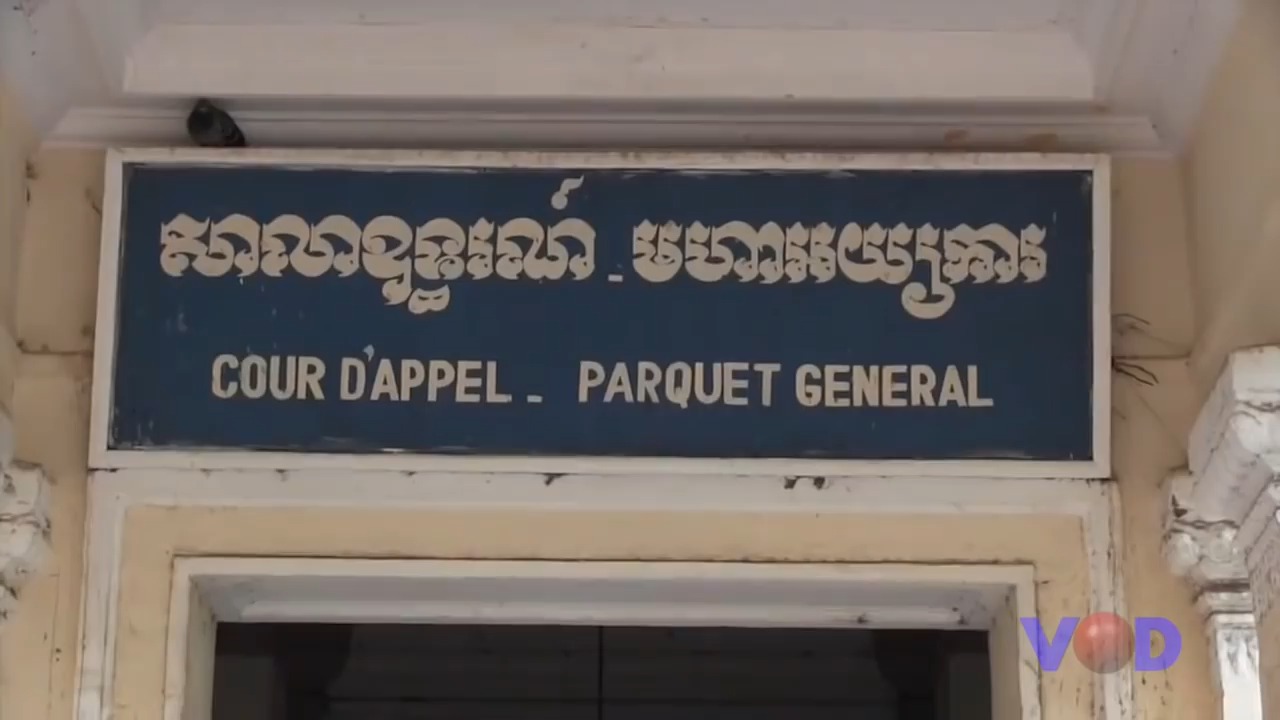 សាលាឧទ្ធរណ៍ - មហាអយ្យការ
COUR D'APPEL - PARQUET GENERAL
VOD